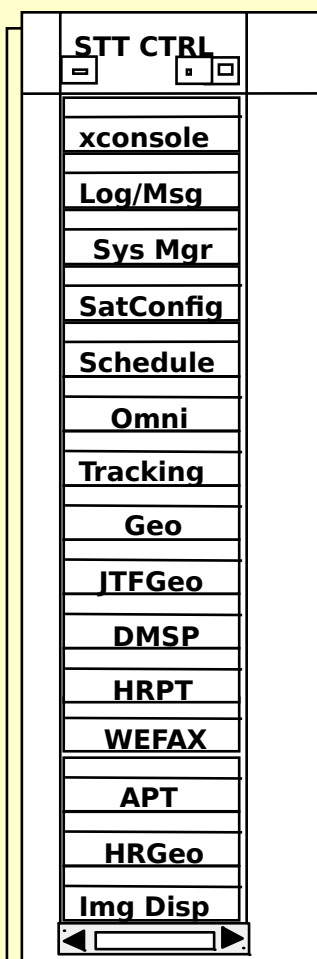 STT CTRL
xconsole
Log/Msg
Sys Mgr
SatConfig
Schedule
Omni
Tracking
Geo
JTFGeo
DMSP
HRPT
WEFAX
APT
HRGeo
Img Disp